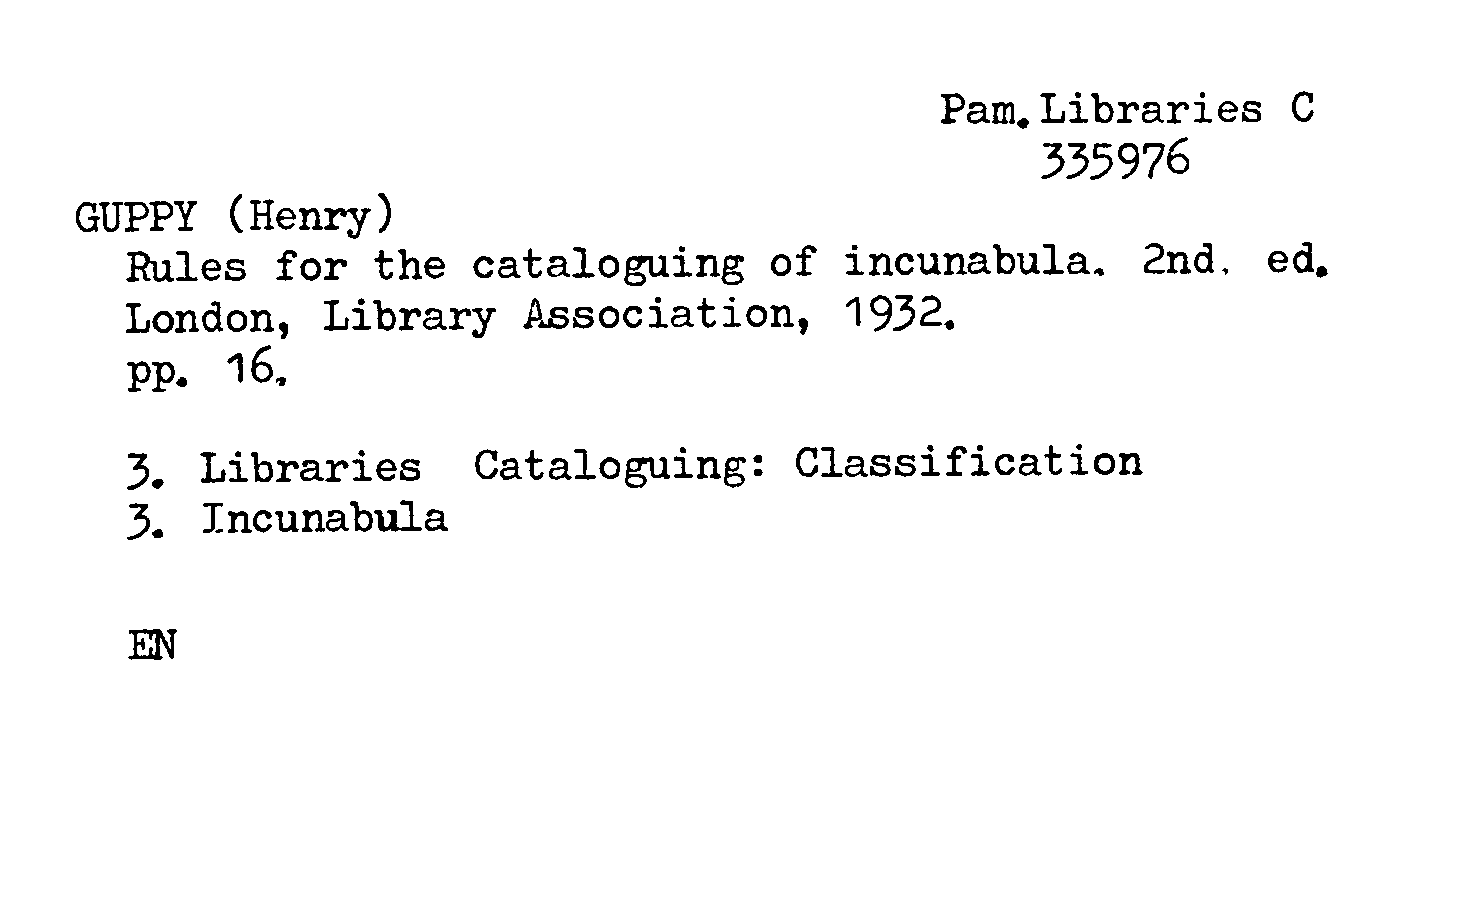 Pam. Libraries C
335976
GUPPY (Henry)
Rules for the cataloguing of incunabula. 2nd. ed.
London, Library Association, 1932.
pp. 16.
3. Libraries Cataloguing: Classification
3. Incunabula
EN